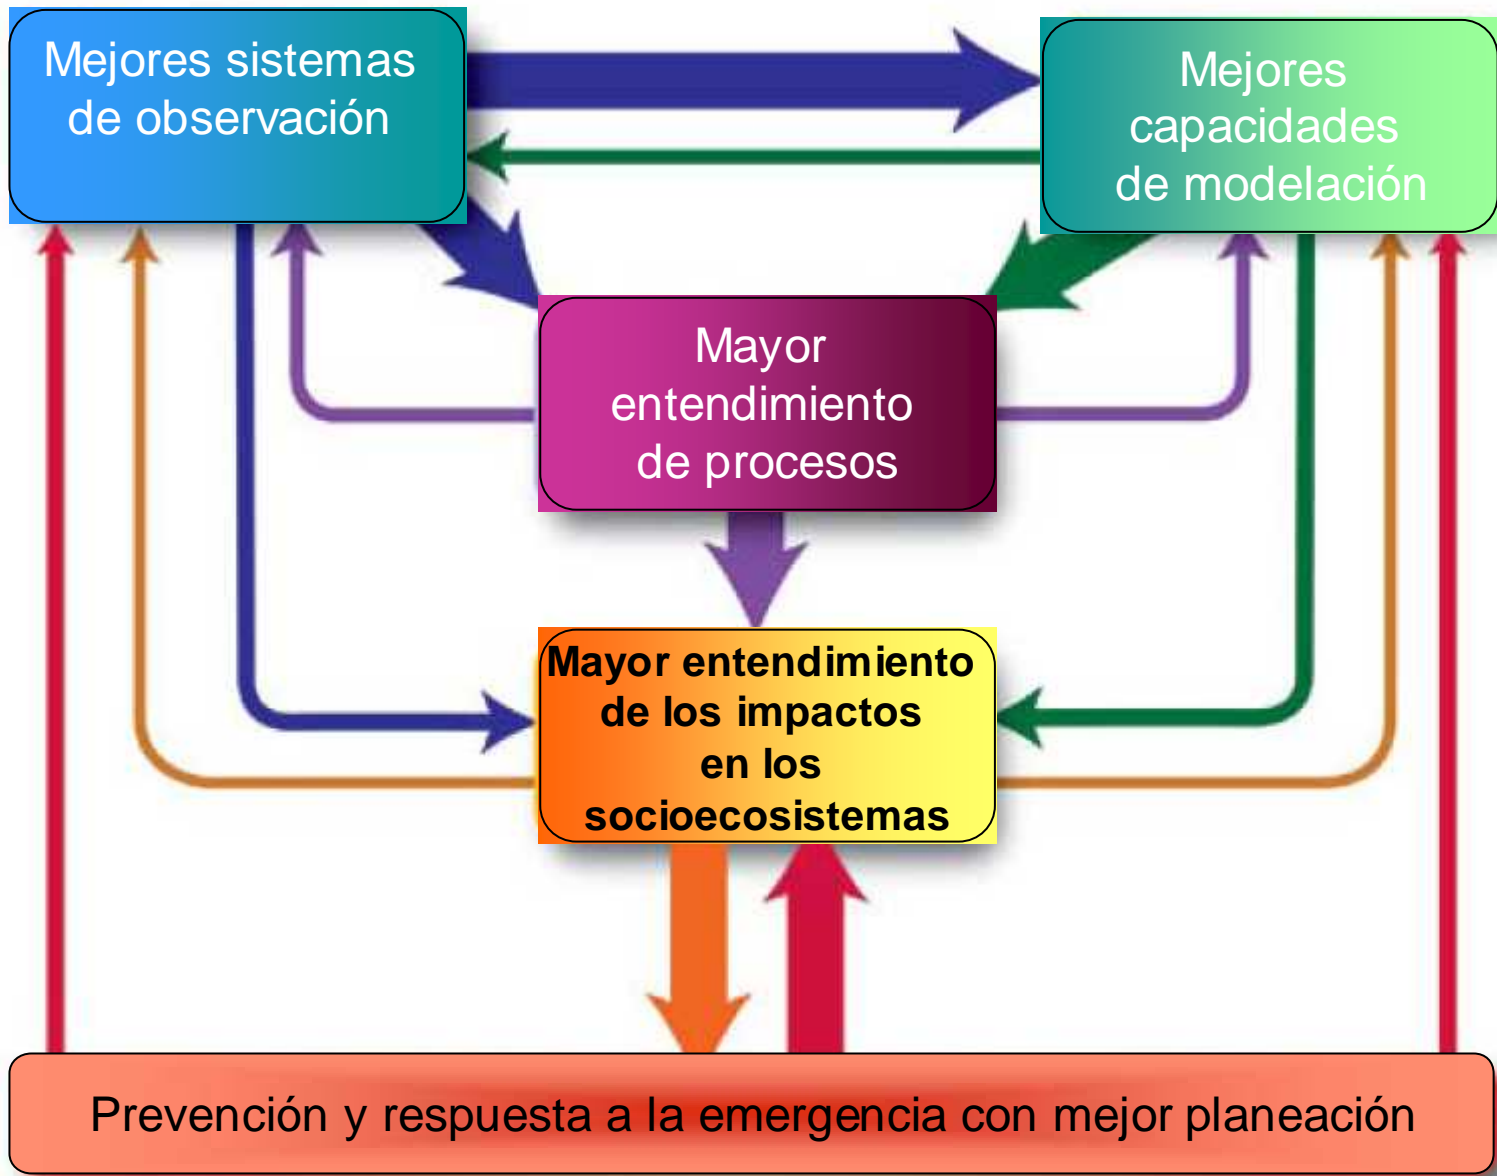 Mejores sistemas
de observación
Mejores
capacidades
de modelación
Mayor
entendimiento
de procesos
Mayor entendimiento
de los impactos
en los
socioecosistemas
Prevención y respuesta a la emergencia con mejor planeación